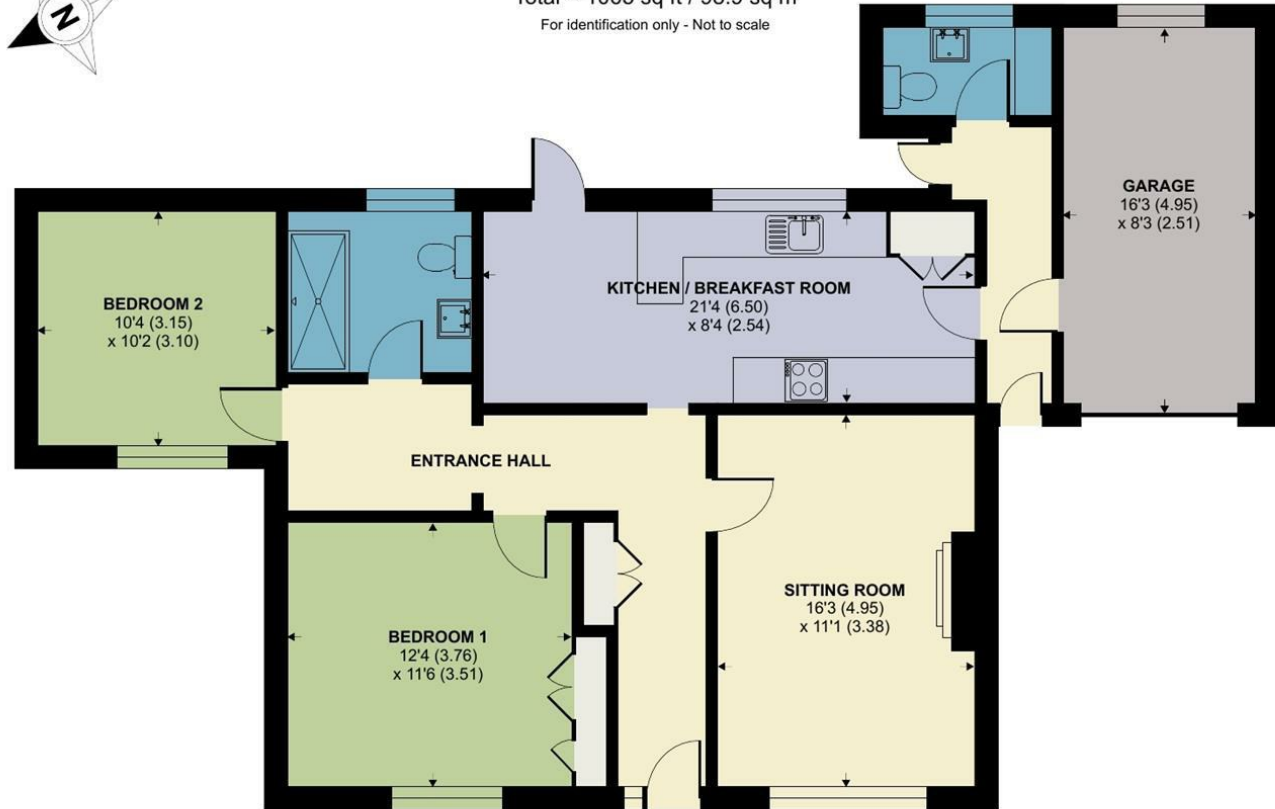 N
For identification only - Not to scale
GARAGE
16'3 (4.95)
x 8'3 (2.51)
KITCHEN / BREAKFAST ROOM
21'4 (6.50)
x 8'4 (2.54)
BEDROOM 2
10'4 (3.15)
x 10'2 (3.10)
ENTRANCE HALL
SITTING ROOM
16'3 (4.95)
x 11'1 (3.38)
BEDROOM 1
12'4 (3.76)
x 11'6 (3.51)